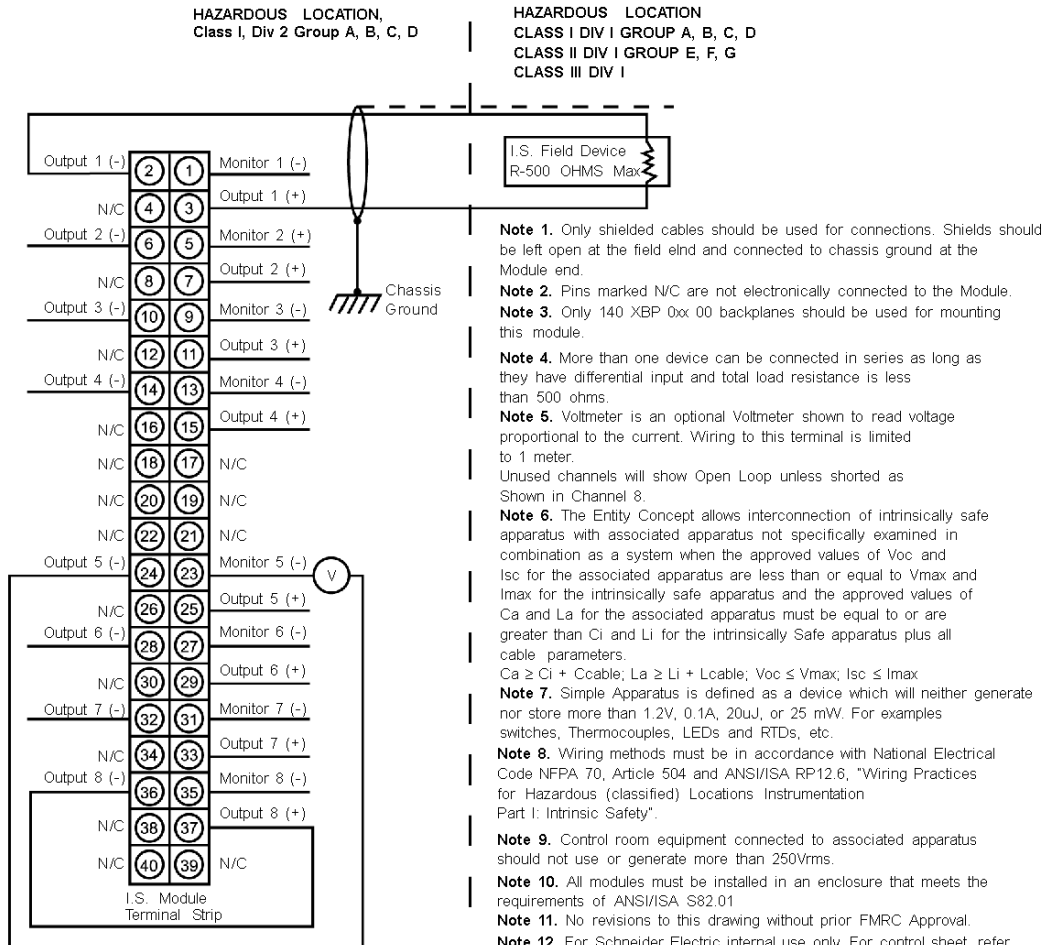 HAZARDOUS LOCATION,
Class I, Div 2 Group A, B, C, D
HAZARDOUS LOCATION
CLASS I DIV I GROUP A, B, C, D
CLASS II DIV I GROUP E, F, G
CLASS III DIV I
I.S. Field Device
R-500 OHMS Max
Output 1 (-) 2 1 Monitor 1 (-)
N/C 4 3 Output 1 (+)
Output 2 (-) 6 5 Monitor 2 (+)
N/C 8 7 Output 2 (+)
Chassis
Ground
Output 3 (-) 10 9 Monitor 3 (-)
N/C 12 11 Output 3 (+)
Output 4 (-) 14 13 Monitor 4 (-)
N/C 16 15 Output 4 (+)
N/C 18 17 N/C
N/C 20 19 N/C
N/C 22 21 N/C
Output 5 (-) 24 23 Monitor 5 (-) V
N/C 26 25 Output 5 (+)
Output 6 (-) 28 27 Monitor 6 (-)
N/C 30 29 Output 6 (+)
Output 7 (-) 32 31 Monitor 7 (-)
N/C 34 33 Output 7 (+)
Output 8 (-) 36 35 Monitor 8 (-)
N/C 38 37 Output 8 (+)
N/C 40 39 N/C
I.S. Module
Terminal Strip
Note 1. Only shielded cables should be used for connections. Shields should
be left open at the field elnd and connected to chassis ground at the
Module end.
Note 2. Pins marked N/C are not electronically connected to the Module.
Note 3. Only 140 XBP 0xx 00 backplanes should be used for mounting
this module.
Note 4. More than one device can be connected in series as long as
they have differential input and total load resistance is less
than 500 ohms.
Note 5. Voltmeter is an optional Voltmeter shown to read voltage
proportional to the current. Wiring to this terminal is limited
to 1 meter.
Unused channels will show Open Loop unless shorted as
Shown in Channel 8.
Note 6. The Entity Concept allows interconnection of intrinsically safe
apparatus with associated apparatus not specifically examined in
combination as a system when the approved values of Voc and
Isc for the associated apparatus are less than or equal to Vmax and
Imax for the intrinsically safe apparatus and the approved values of
Ca and La for the associated apparatus must be equal to or are
greater than Ci and Li for the intrinsically Safe apparatus plus all
cable parameters.
Ca ≥ Ci + Ccable; La ≥ Li + Lcable; Voc ≤ Vmax; Isc ≤ Imax
Note 7. Simple Apparatus is defined as a device which will neither generate
nor store more than 1.2V, 0.1A, 20uJ, or 25 mW. For examples
switches, Thermocouples, LEDs and RTDs, etc.
Note 8. Wiring methods must be in accordance with National Electrical
Code NFPA 70, Article 504 and ANSI/ISA RP12.6, "Wiring Practices
for Hazardous (classified) Locations Instrumentation
Part I: Intrinsic Safety".
Note 9. Control room equipment connected to associated apparatus
should not use or generate more than 250Vrms.
Note 10. All modules must be installed in an enclosure that meets the
requirements of ANSI/ISA S82.01
Note 11. No revisions to this drawing without prior FMRC Approval.
Note 12. For Schneider Electric internal use only. For control sheet, refer